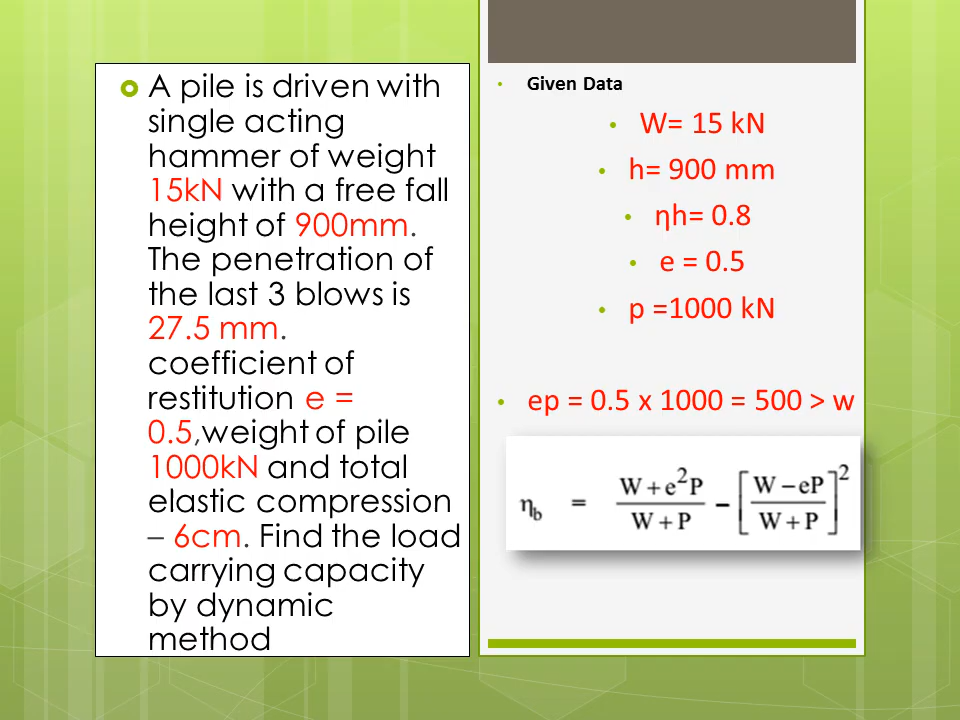 A pile is driven with
single acting
hammer of weight
15kN with a free fall
height of 900mm.
The penetration of
the last 3 blows is
27.5 mm.
coefficient of
restitution e =
0.5,weight of pile
1000kN and total
elastic compression
– 6cm. Find the load
carrying capacity
by dynamic
method
• Given Data
• W= 15 kN
• h= 900 mm
• ηh= 0.8
• e = 0.5
• p =1000 kN
• ep = 0.5 x 1000 = 500 > w
η_b = (W + e²P)/(W + P) − [(W − eP)/(W + P)]²